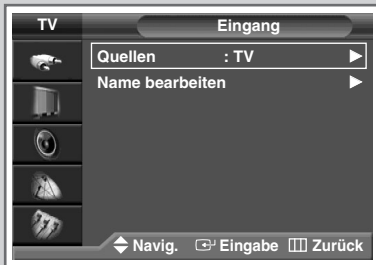 TV Eingang
Quellen : TV
Name bearbeiten
Navig. Eingabe Zurück